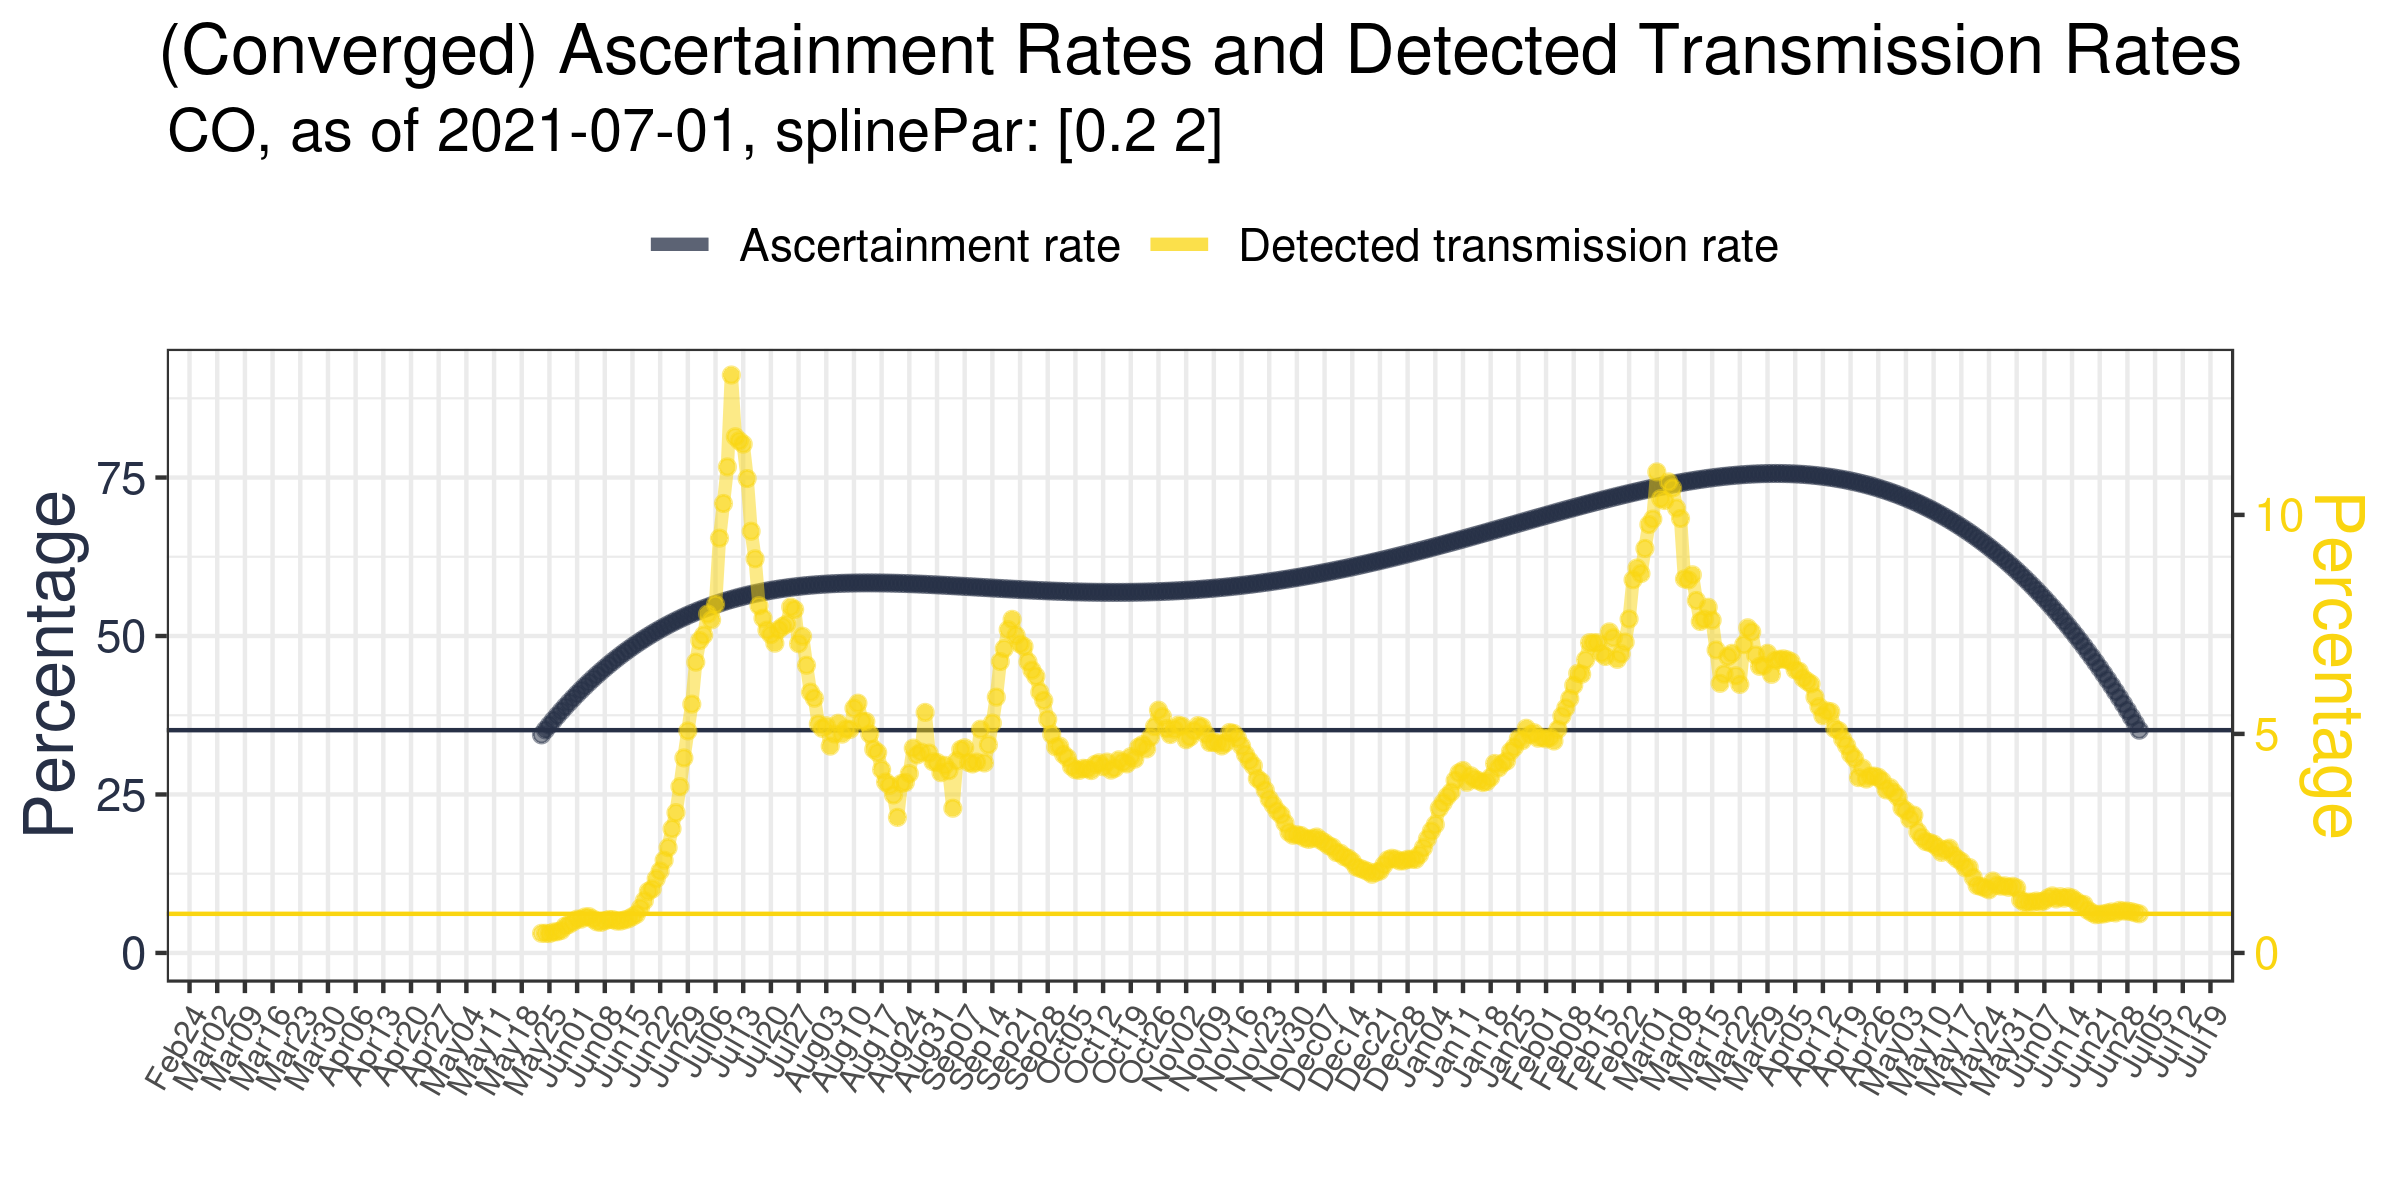 (Converged) Ascertainment Rates and Detected Transmission Rates
CO, as of 2021-07-01, splinePar: [0.2 2]
Ascertainment rate
Detected transmission rate
Percentage
75
50
25
0
10
5
0
Percentage
Feb24
Mar02
Mar09
Mar16
Mar23
Mar30
Apr06
Apr13
Apr20
Apr27
May04
May11
May18
May25
Jun01
Jun08
Jun15
Jun22
Jun29
Jul06
Jul13
Jul20
Jul27
Aug03
Aug10
Aug17
Aug24
Aug31
Sep07
Sep14
Sep21
Sep28
Oct05
Oct12
Oct19
Oct26
Nov02
Nov09
Nov16
Nov23
Nov30
Dec07
Dec14
Dec21
Dec28
Jan04
Jan11
Jan18
Jan25
Feb01
Feb08
Feb15
Feb22
Mar01
Mar08
Mar15
Mar22
Mar29
Apr05
Apr12
Apr19
Apr26
May03
May10
May17
May24
May31
Jun07
Jun14
Jun21
Jun28
Jul05
Jul12
Jul19